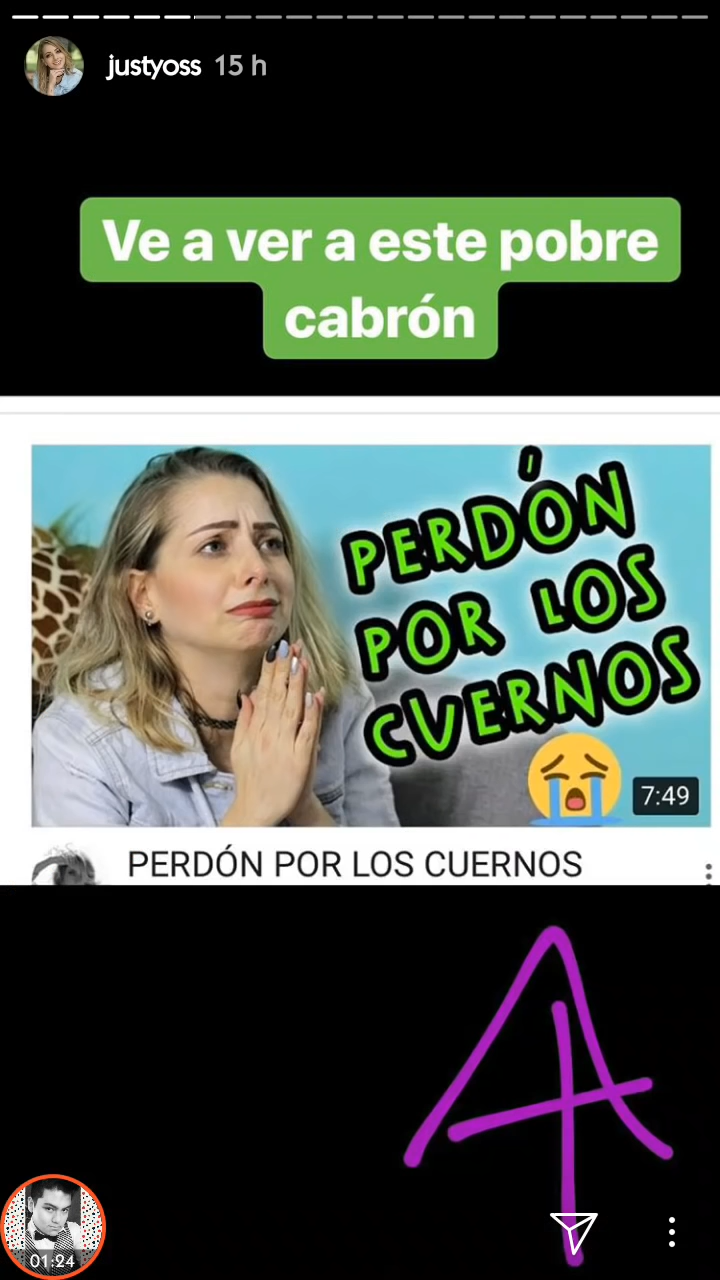 justyoss 15 h
Ve a ver a este pobre
cabrón
PERDÓN
POR LOS
CUERNOS
7:49
PERDÓN POR LOS CUERNOS
01:24